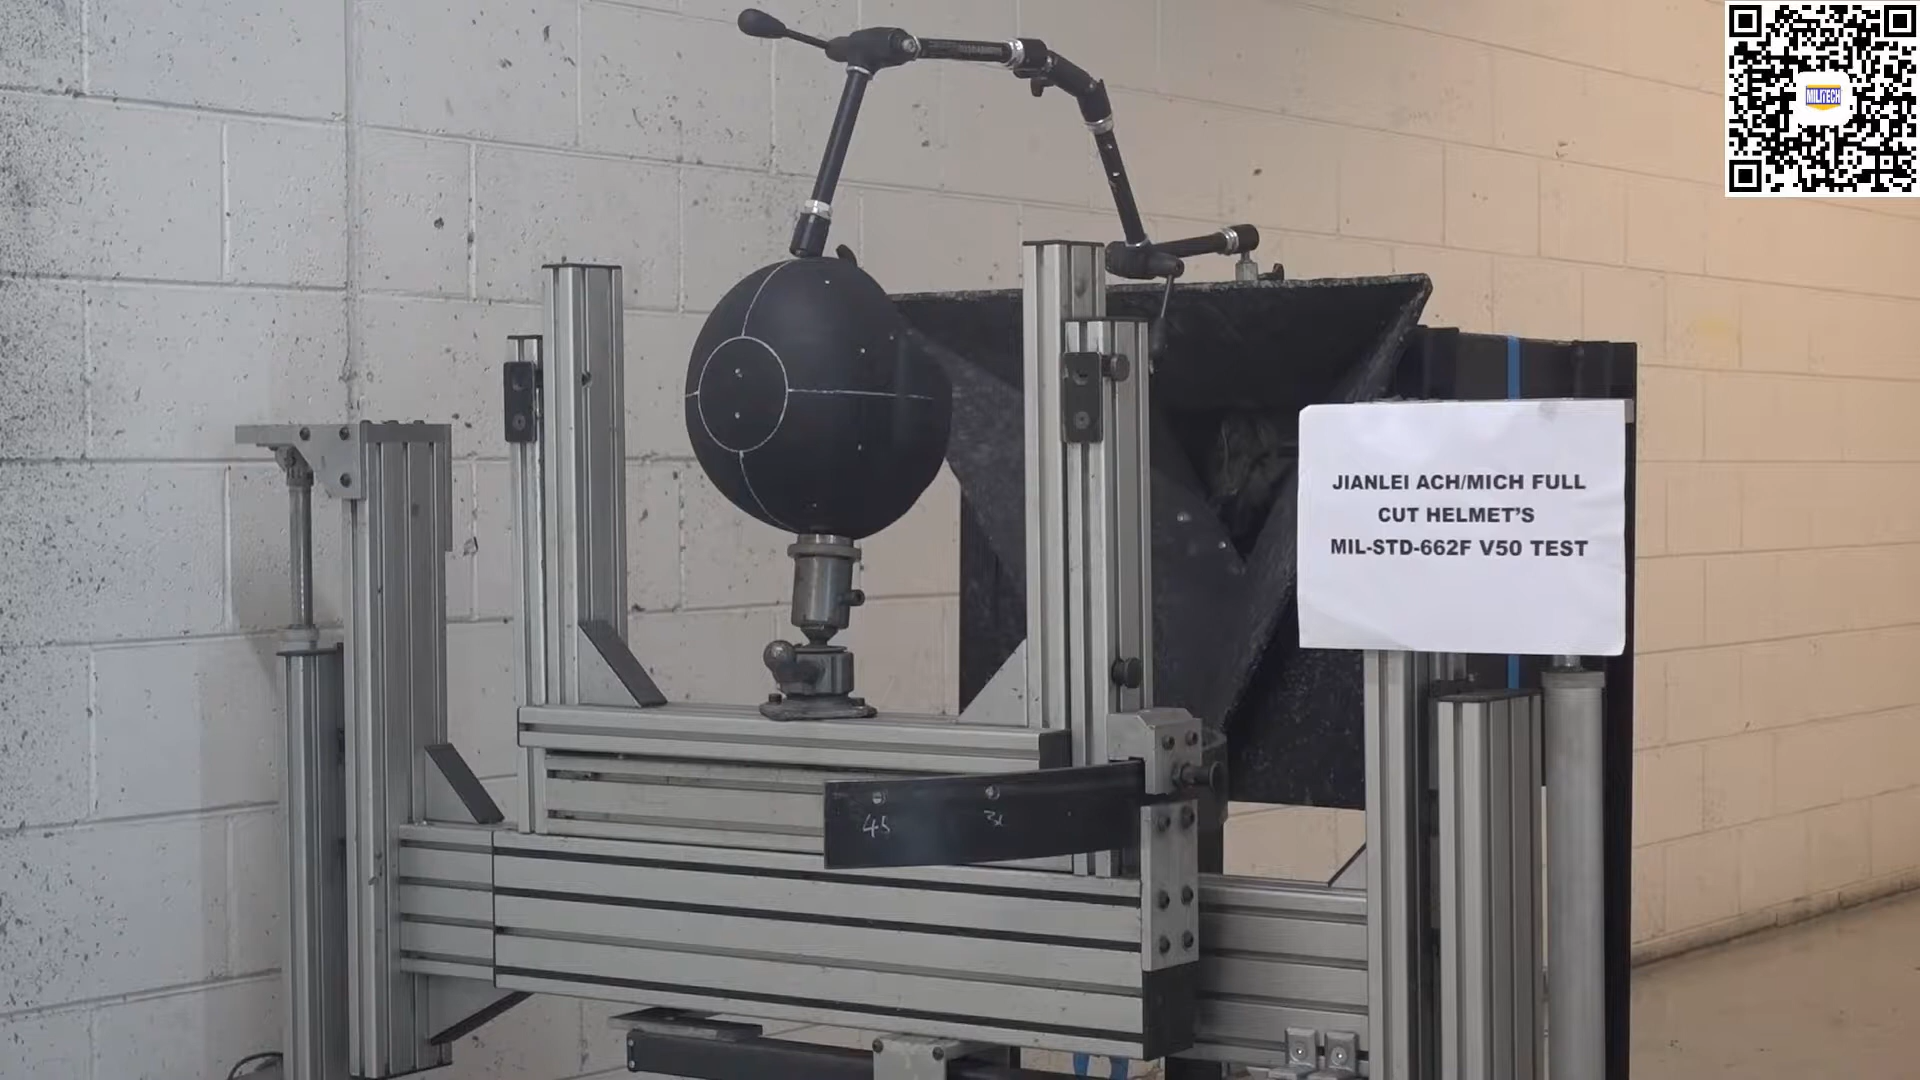 MILITECH
JIANLEI ACH/MICH FULL
CUT HELMET'S
MIL-STD-662F V50 TEST
45